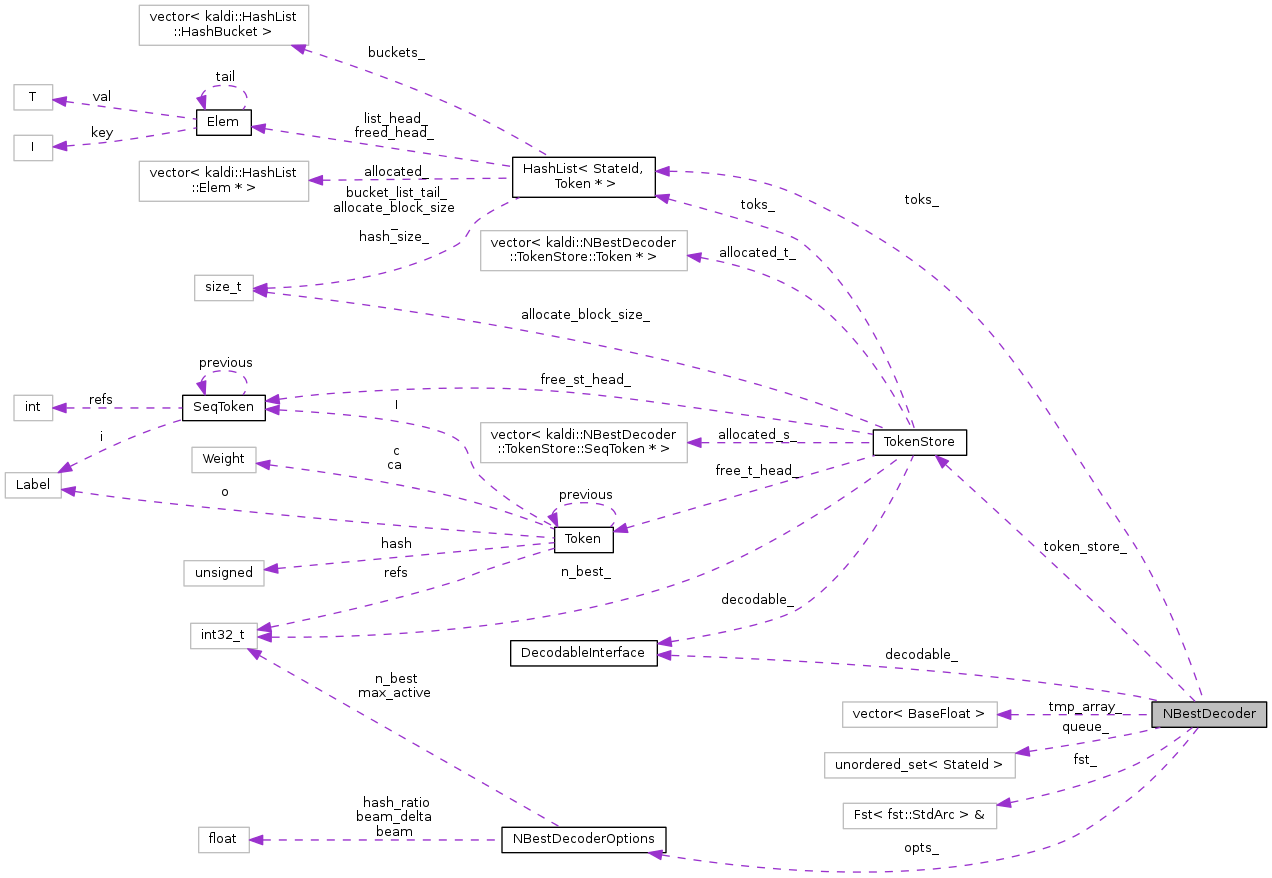 vector< kaldi::HashList
::HashBucket >
buckets_
tail
T
val
Elem
list_head_
freed_head_
key
I
HashList< StateId,
Token * >
vector< kaldi::HashList
::Elem * >
allocated_
bucket_list_tail_
allocate_block_size
_
hash_size_
toks_
toks_
vector< kaldi::NBestDecoder
::TokenStore::Token * >
allocated_t_
size_t
allocate_block_size_
previous
free_st_head_
int
refs
SeqToken
l
i
vector< kaldi::NBestDecoder
::TokenStore::SeqToken * >
allocated_s_
TokenStore
Weight
c
ca
free_t_head_
Label
o
previous
Token
hash
unsigned
refs
n_best_
token_store_
decodable_
int32_t
DecodableInterface
decodable_
n_best
max_active
vector< BaseFloat >
tmp_array_
NBestDecoder
queue_
unordered_set< StateId >
fst_
Fst< fst::StdArc > &
hash_ratio
beam_delta
beam
float
NBestDecoderOptions
opts_